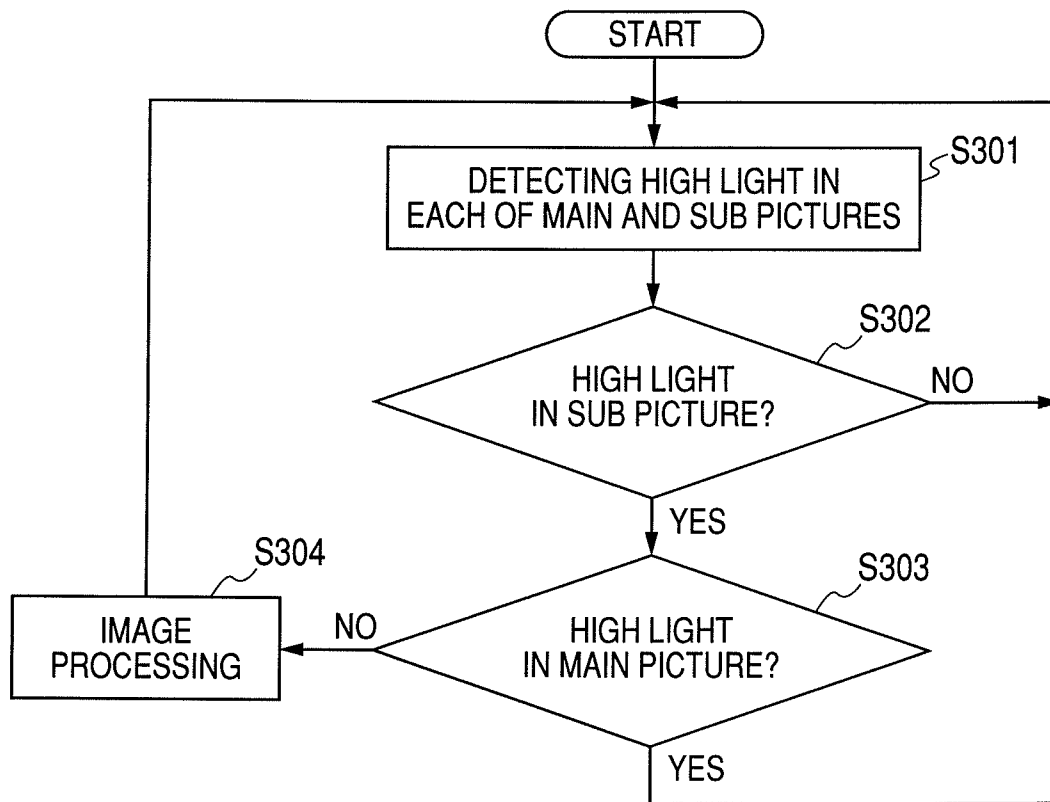 START
S301
DETECTING HIGH LIGHT IN
EACH OF MAIN AND SUB PICTURES
S302
HIGH LIGHT
IN SUB PICTURE?
NO
YES
S304
S303
IMAGE
PROCESSING
NO
HIGH LIGHT
IN MAIN PICTURE?
YES